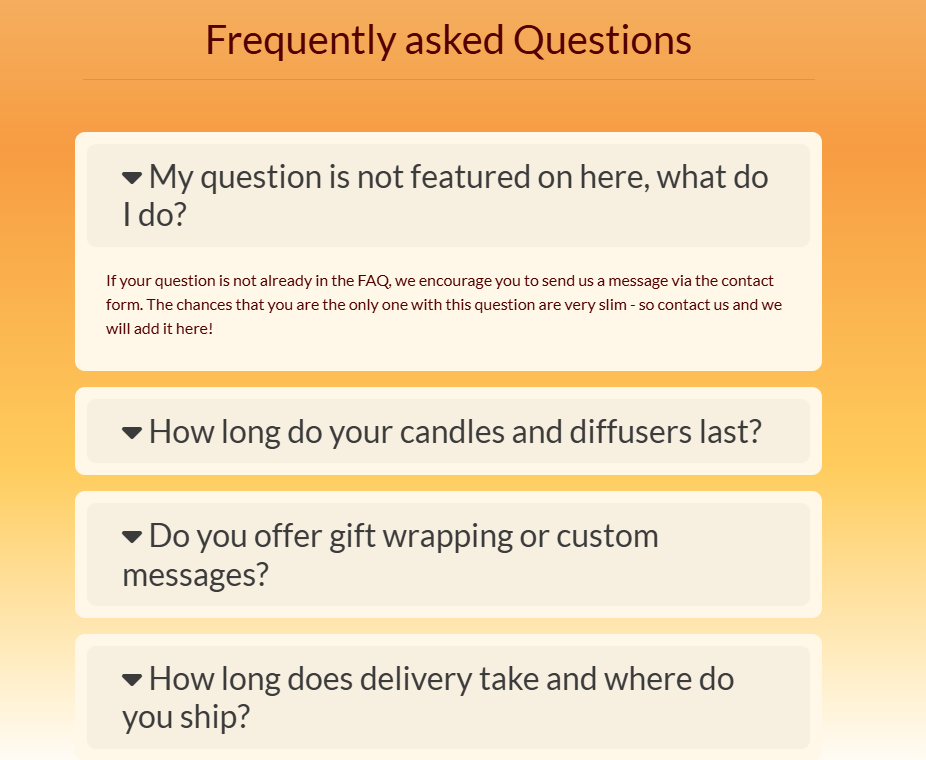 Frequently asked Questions
My question is not featured on here, what do
I do?
If your question is not already in the FAQ, we encourage you to send us a message via the contact
form. The chances that you are the only one with this question are very slim - so contact us and we
will add it here!
How long do your candles and diffusers last?
Do you offer gift wrapping or custom
messages?
How long does delivery take and where do
you ship?